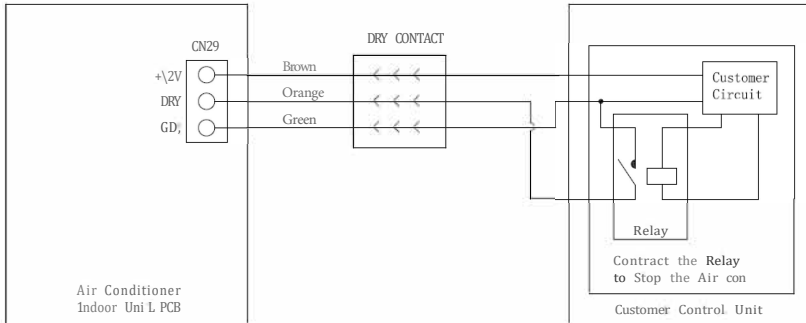 CN29
DRY CONTACT
+\2V
Brown
DRY
Orange
GD;
Green
Customer
Circuit
Relay
Contract the Relay
to Stop the Air con
Air Conditioner
1ndoor Uni L PCB
Customer Control Unit